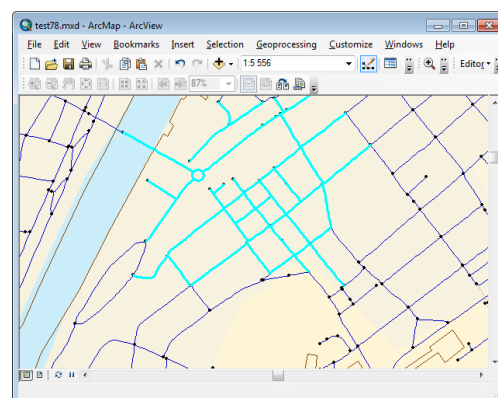 test78.mxd - ArcMap - ArcView
File Edit View Bookmarks Insert Selection Geoprocessing Customize Windows Help
1:5 556 Editor
87%